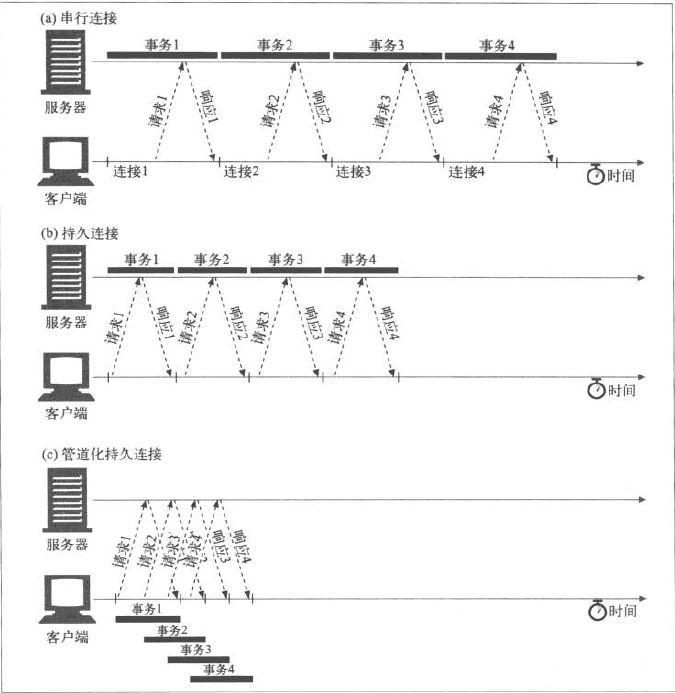 (a) 串行连接
事务1 事务2 事务3 事务4
服务器
请求1 响应1 请求2 响应2 请求3 响应3 请求4 响应4
连接1 连接2 连接3 连接4 时间
客户端
(b) 持久连接
事务1 事务2 事务3 事务4
服务器
请求1 响应1 请求2 响应2 请求3 响应3 请求4 响应4
时间
客户端
(c) 管道化持久连接
服务器
请求1 请求2 请求3 请求4 响应3 响应4
时间
客户端
事务1
事务2
事务3
事务4